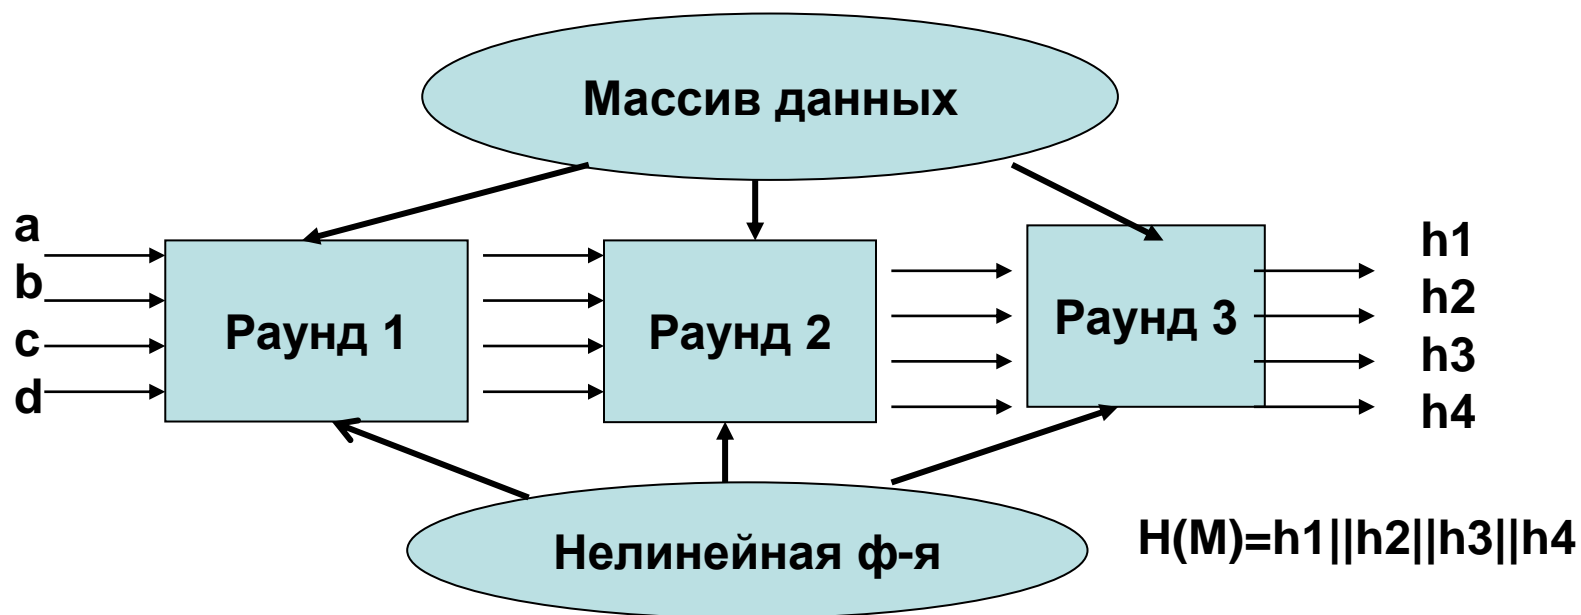 Массив данных
a
b
c
d
Раунд 1
Раунд 2
Раунд 3
h1
h2
h3
h4
Нелинейная ф-я
H(M)=h1||h2||h3||h4